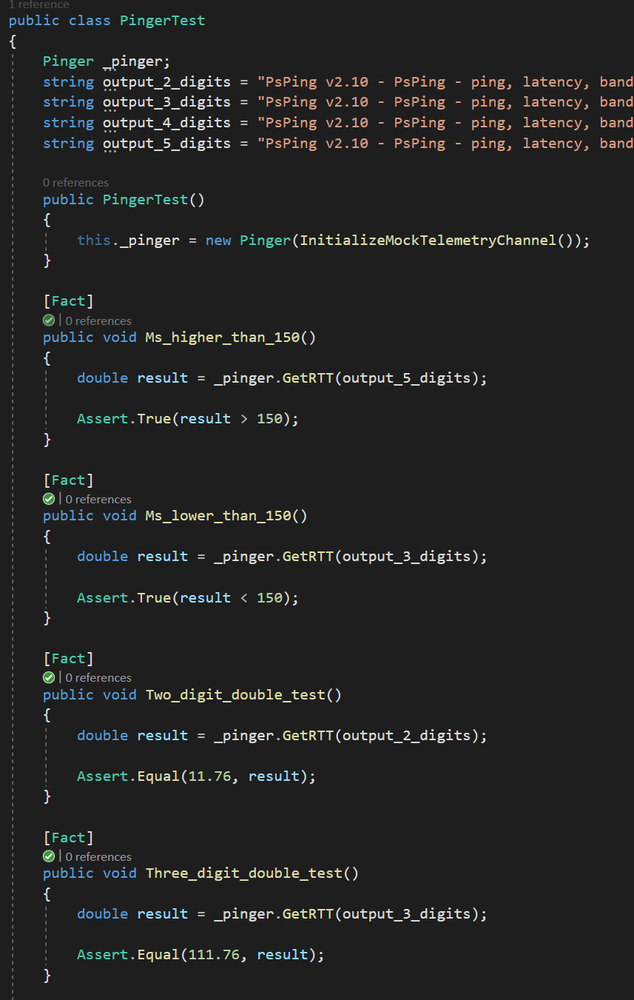 1 reference
public class PingerTest
{
Pinger _pinger;
string output_2_digits = "PsPing v2.10 - PsPing - ping, latency, band
string output_3_digits = "PsPing v2.10 - PsPing - ping, latency, band
string output_4_digits = "PsPing v2.10 - PsPing - ping, latency, band
string output_5_digits = "PsPing v2.10 - PsPing - ping, latency, band
0 references
public PingerTest()
{
this._pinger = new Pinger(InitializeMockTelemetryChannel());
}
[Fact]
| 0 references
public void Ms_higher_than_150()
{
double result = _pinger.GetRTT(output_5_digits);
Assert.True(result > 150);
}
[Fact]
| 0 references
public void Ms_lower_than_150()
{
double result = _pinger.GetRTT(output_3_digits);
Assert.True(result < 150);
}
[Fact]
| 0 references
public void Two_digit_double_test()
{
double result = _pinger.GetRTT(output_2_digits);
Assert.Equal(11.76, result);
}
[Fact]
| 0 references
public void Three_digit_double_test()
{
double result = _pinger.GetRTT(output_3_digits);
Assert.Equal(111.76, result);
}